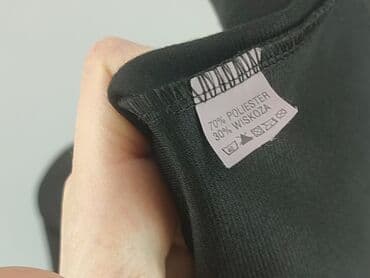 70% POLIESTER
30% WISKOZA